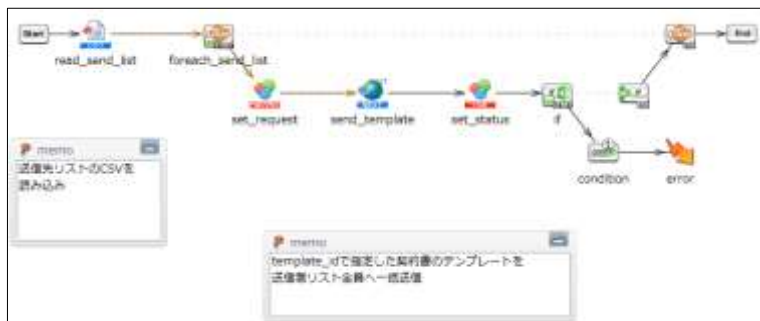 Start
End
read_send_list
foreach_send_list
set_request
send_template
set_status
if
condition
error
memo
送信先リストのCSVを
読み込み
memo
template_idで指定した契約書のテンプレートを
送信者リスト全員へ一括送信